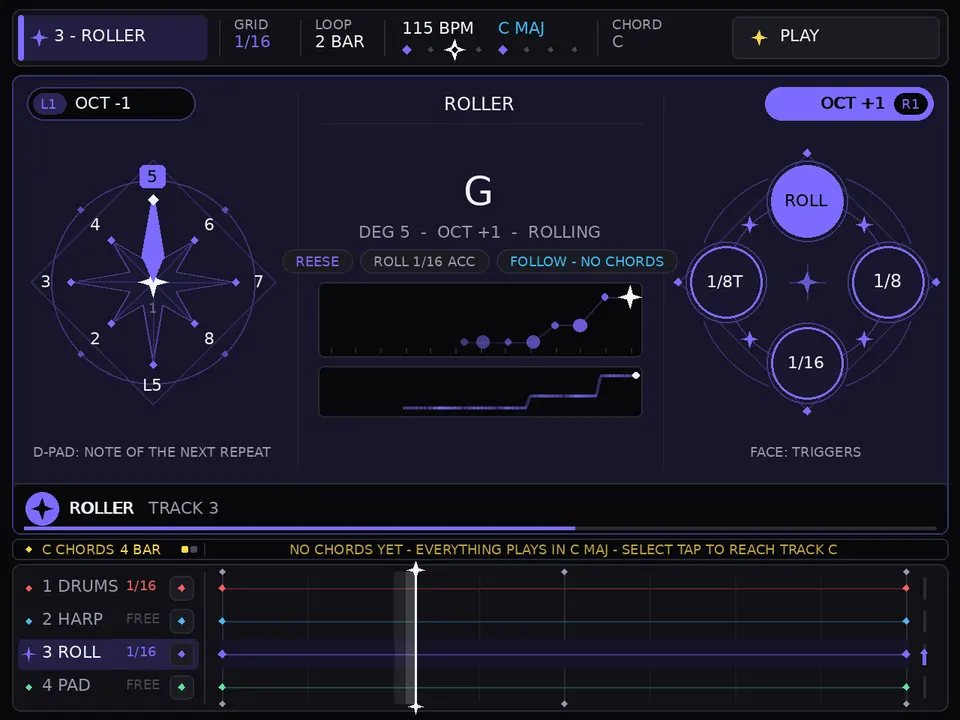 3 - ROLLER
GRID
1/16
LOOP
2 BAR
115 BPM
C MAJ
CHORD
C
PLAY
L1 OCT -1
ROLLER
OCT +1 R1
5
4
6
3
7
1
2
8
L5
D-PAD: NOTE OF THE NEXT REPEAT
G
DEG 5 - OCT +1 - ROLLING
REESE
ROLL 1/16 ACC
FOLLOW - NO CHORDS
ROLL
1/8T
1/8
1/16
FACE: TRIGGERS
ROLLER TRACK 3
C CHORDS 4 BAR
NO CHORDS YET - EVERYTHING PLAYS IN C MAJ - SELECT TAP TO REACH TRACK C
1 DRUMS 1/16
2 HARP FREE
3 ROLL 1/16
4 PAD FREE